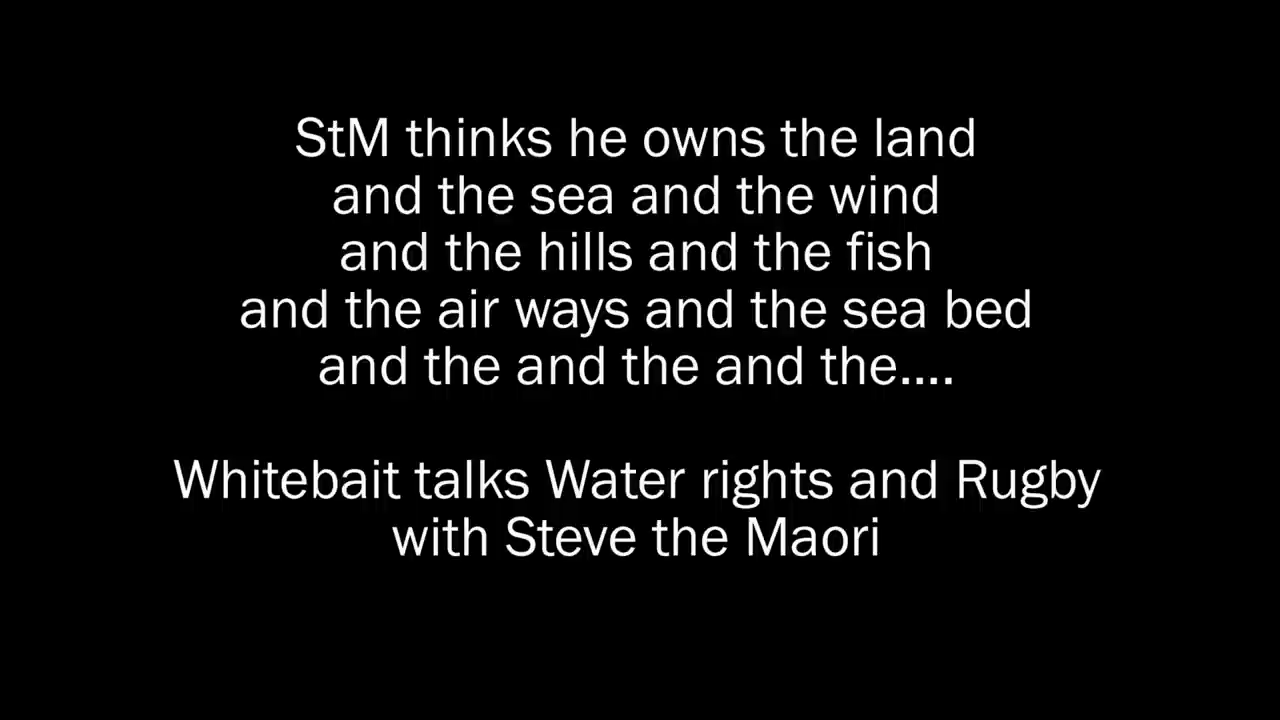 StM thinks he owns the land
and the sea and the wind
and the hills and the fish
and the air ways and the sea bed
and the and the and the....
Whitebait talks Water rights and Rugby
with Steve the Maori